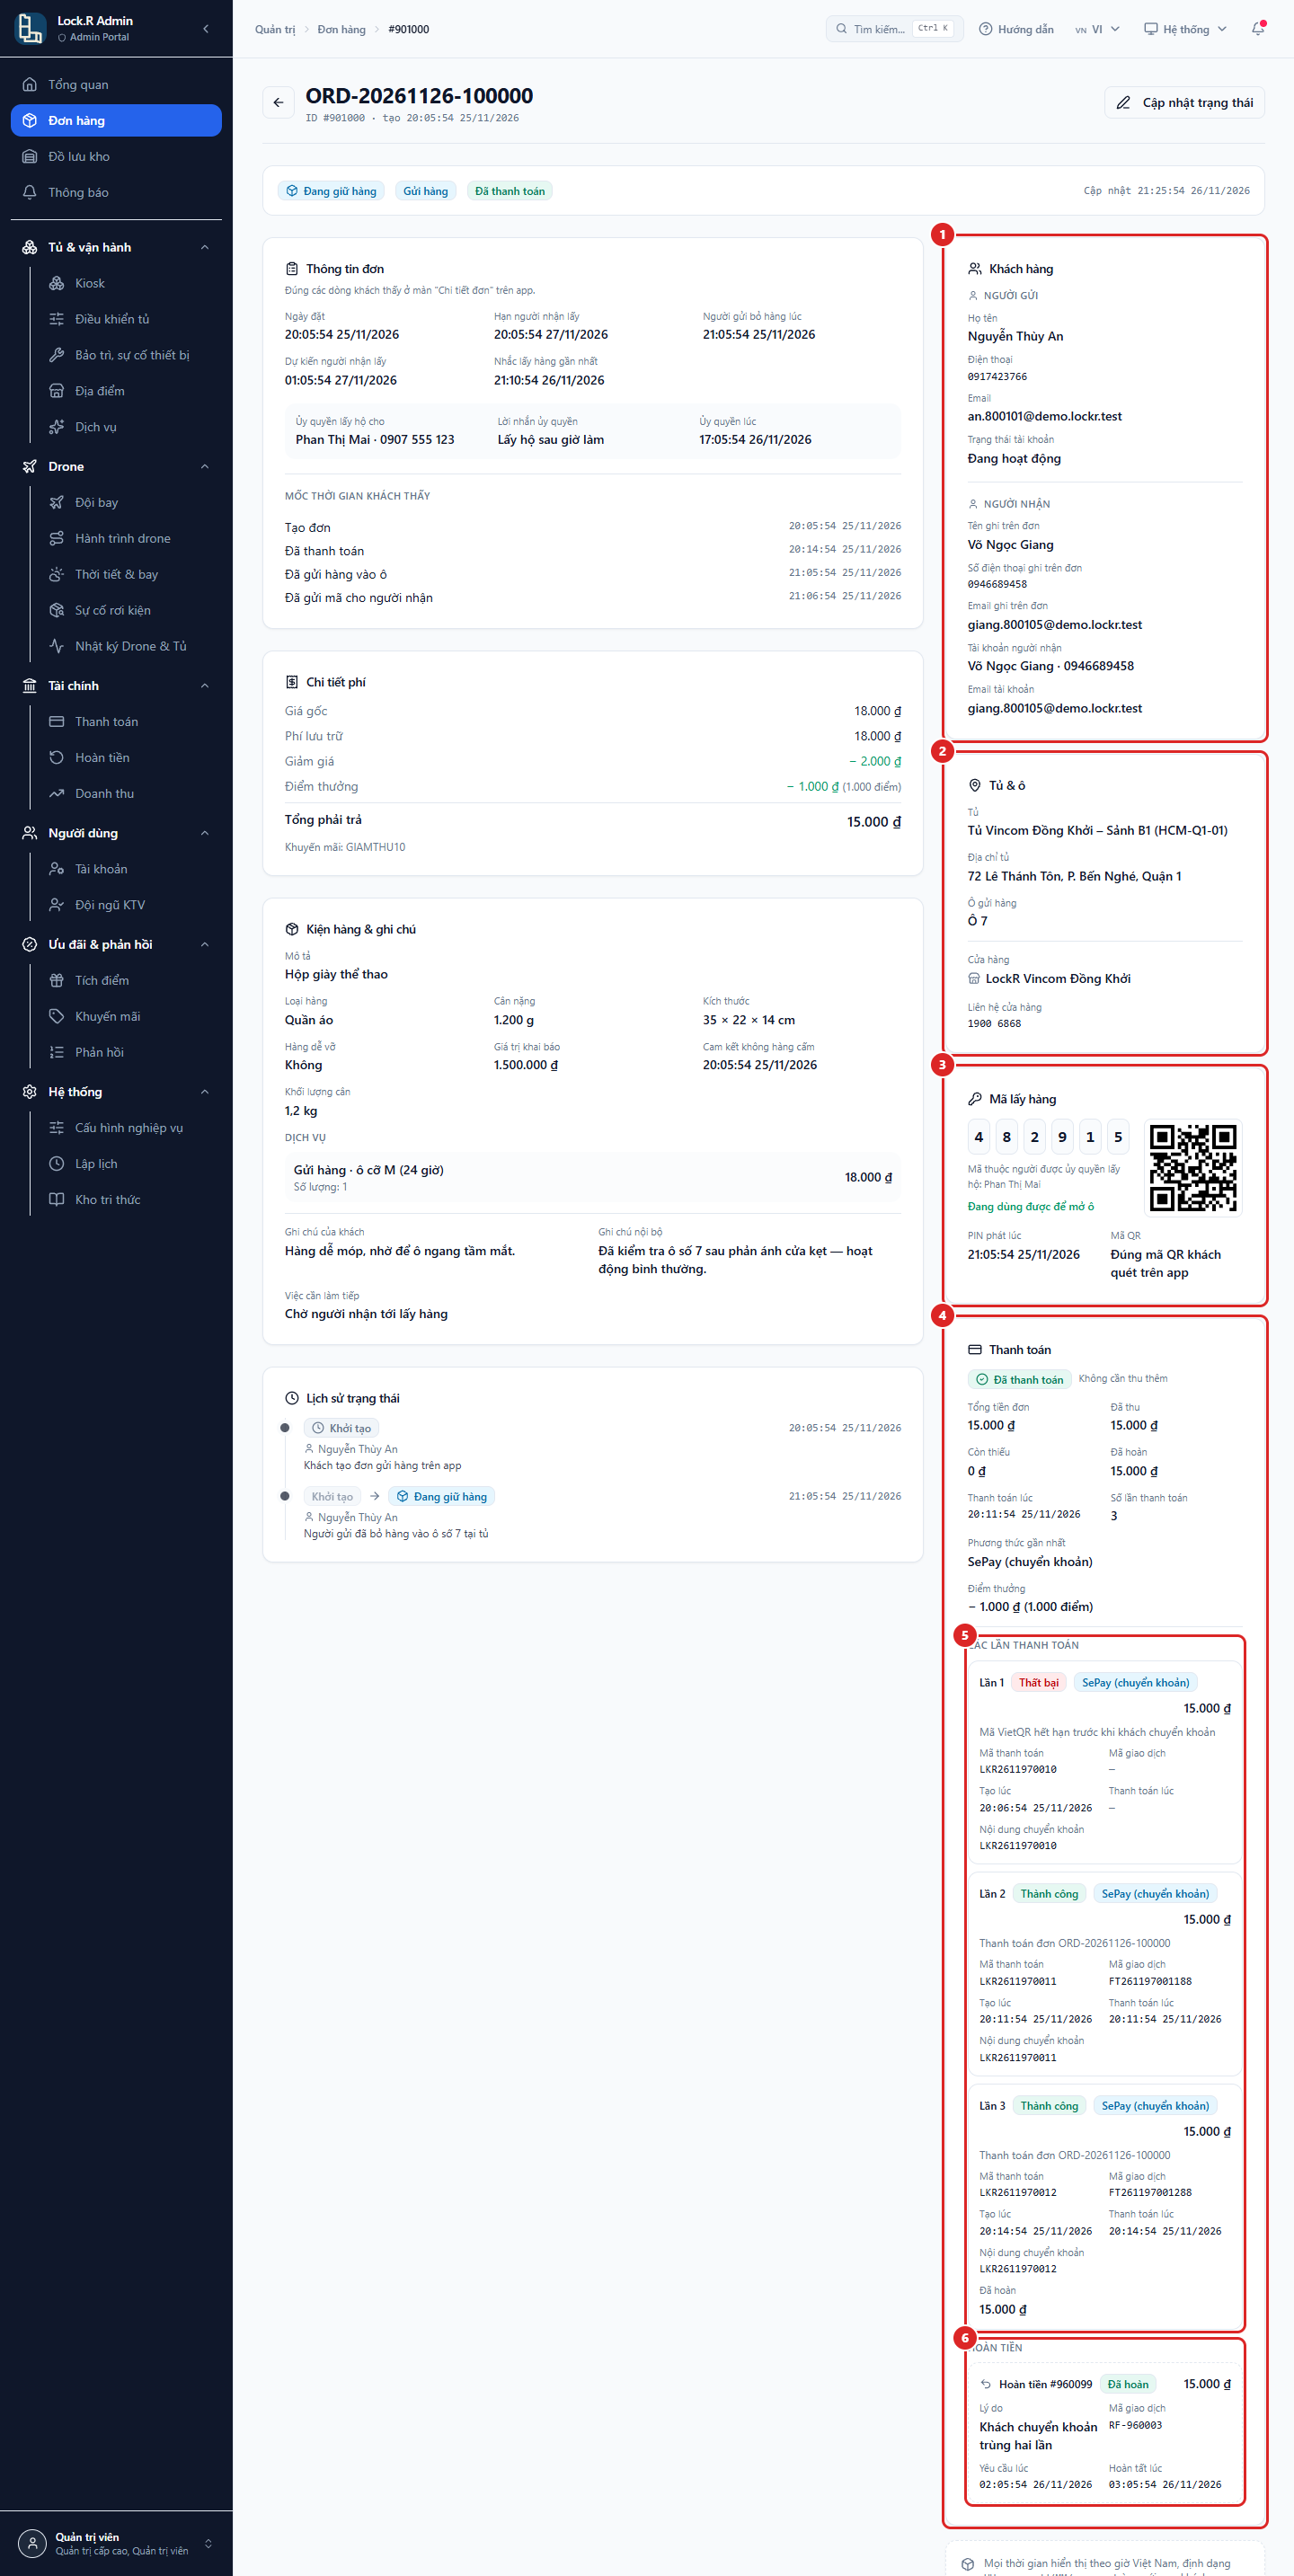 Lock.R Admin
Admin Portal
Tổng quan
Đơn hàng
Đồ lưu kho
Thông báo
Tủ & vận hành
Kiosk
Điều khiển tủ
Bảo trì, sự cố thiết bị
Địa điểm
Dịch vụ
Drone
Đội bay
Hành trình drone
Thời tiết & bay
Sự cố rơi kiện
Nhật ký Drone & Tủ
Tài chính
Thanh toán
Hoàn tiền
Doanh thu
Người dùng
Tài khoản
Đội ngũ KTV
Ưu đãi & phản hồi
Tích điểm
Khuyến mãi
Phản hồi
Hệ thống
Cấu hình nghiệp vụ
Lập lịch
Kho tri thức
Quản trị viên
Quản trị cấp cao, Quản trị viên
Quản trị > Đơn hàng > #901000
Tìm kiếm... Ctrl K
Hướng dẫn
VN VI
Hệ thống
ORD-20261126-100000
ID #901000 · tạo 20:05:54 25/11/2026
Cập nhật trạng thái
Đang giữ hàng Gửi hàng Đã thanh toán
Cập nhật 21:25:54 26/11/2026
Thông tin đơn
Đúng các dòng khách thấy ở màn "Chi tiết đơn" trên app.
Ngày đặt Hạn người nhận lấy Người gửi bỏ hàng lúc
20:05:54 25/11/2026 20:05:54 27/11/2026 21:05:54 25/11/2026
Dự kiến người nhận lấy Nhắc lấy hàng gần nhất
01:05:54 27/11/2026 21:10:54 26/11/2026
Ủy quyền lấy hộ cho Lời nhắn ủy quyền Ủy quyền lúc
Phan Thị Mai · 0907 555 123 Lấy hộ sau giờ làm 17:05:54 26/11/2026
MỐC THỜI GIAN KHÁCH THẤY
Tạo đơn 20:05:54 25/11/2026
Đã thanh toán 20:14:54 25/11/2026
Đã gửi hàng vào ô 21:05:54 25/11/2026
Đã gửi mã cho người nhận 21:06:54 25/11/2026
Chi tiết phí
Giá gốc 18.000 ₫
Phí lưu trữ 18.000 ₫
Giảm giá − 2.000 ₫
Điểm thưởng − 1.000 ₫ (1.000 điểm)
Tổng phải trả 15.000 ₫
Khuyến mãi: GIAMTHU10
Kiện hàng & ghi chú
Mô tả
Hộp giày thể thao
Loại hàng Cân nặng Kích thước
Quần áo 1.200 g 35 × 22 × 14 cm
Hàng dễ vỡ Giá trị khai báo Cam kết không hàng cấm
Không 1.500.000 ₫ 20:05:54 25/11/2026
Khối lượng cân
1,2 kg
DỊCH VỤ
Gửi hàng · ô cỡ M (24 giờ) 18.000 ₫
Số lượng: 1
Ghi chú của khách Ghi chú nội bộ
Hàng dễ móp, nhờ để ô ngang tầm mắt. Đã kiểm tra ô số 7 sau phản ánh cửa kẹt — hoạt
động bình thường.
Việc cần làm tiếp
Chờ người nhận tới lấy hàng
Lịch sử trạng thái
Khởi tạo 20:05:54 25/11/2026
Nguyễn Thùy An
Khách tạo đơn gửi hàng trên app
Khởi tạo → Đang giữ hàng 21:05:54 25/11/2026
Nguyễn Thùy An
Người gửi đã bỏ hàng vào ô số 7 tại tủ
1
Khách hàng
NGƯỜI GỬI
Họ tên
Nguyễn Thùy An
Điện thoại
0917423766
Email
an.800101@demo.lockr.test
Trạng thái tài khoản
Đang hoạt động
NGƯỜI NHẬN
Tên ghi trên đơn
Võ Ngọc Giang
Số điện thoại ghi trên đơn
0946689458
Email ghi trên đơn
giang.800105@demo.lockr.test
Tài khoản người nhận
Võ Ngọc Giang · 0946689458
Email tài khoản
giang.800105@demo.lockr.test
2
Tủ & ô
Tủ
Tủ Vincom Đồng Khởi – Sảnh B1 (HCM-Q1-01)
Địa chỉ tủ
72 Lê Thánh Tôn, P. Bến Nghé, Quận 1
Ô gửi hàng
Ô 7
Cửa hàng
LockR Vincom Đồng Khởi
Liên hệ cửa hàng
1900 6868
3
Mã lấy hàng
4 8 2 9 1 5
Mã thuộc người được ủy quyền lấy
hộ: Phan Thị Mai
Đang dùng được để mở ô
PIN phát lúc Mã QR
21:05:54 25/11/2026 Đúng mã QR khách
quét trên app
4
Thanh toán
Đã thanh toán Không cần thu thêm
Tổng tiền đơn Đã thu
15.000 ₫ 15.000 ₫
Còn thiếu Đã hoàn
0 ₫ 15.000 ₫
Thanh toán lúc Số lần thanh toán
20:11:54 25/11/2026 3
Phương thức gần nhất
SePay (chuyển khoản)
Điểm thưởng
− 1.000 ₫ (1.000 điểm)
5
ÁC LẦN THANH TOÁN
Lần 1 Thất bại SePay (chuyển khoản)
15.000 ₫
Mã VietQR hết hạn trước khi khách chuyển khoản
Mã thanh toán Mã giao dịch
LKR2611970010 —
Tạo lúc Thanh toán lúc
20:06:54 25/11/2026 —
Nội dung chuyển khoản
LKR2611970010
Lần 2 Thành công SePay (chuyển khoản)
15.000 ₫
Thanh toán đơn ORD-20261126-100000
Mã thanh toán Mã giao dịch
LKR2611970011 FT261197001188
Tạo lúc Thanh toán lúc
20:11:54 25/11/2026 20:11:54 25/11/2026
Nội dung chuyển khoản
LKR2611970011
Lần 3 Thành công SePay (chuyển khoản)
15.000 ₫
Thanh toán đơn ORD-20261126-100000
Mã thanh toán Mã giao dịch
LKR2611970012 FT261197001288
Tạo lúc Thanh toán lúc
20:14:54 25/11/2026 20:14:54 25/11/2026
Nội dung chuyển khoản
LKR2611970012
Đã hoàn
15.000 ₫
6
OÀN TIỀN
Hoàn tiền #960099 Đã hoàn 15.000 ₫
Lý do Mã giao dịch
Khách chuyển khoản RF-960003
trùng hai lần
Yêu cầu lúc Hoàn tất lúc
02:05:54 26/11/2026 03:05:54 26/11/2026
Mọi thời gian hiển thị theo giờ Việt Nam, định dạng